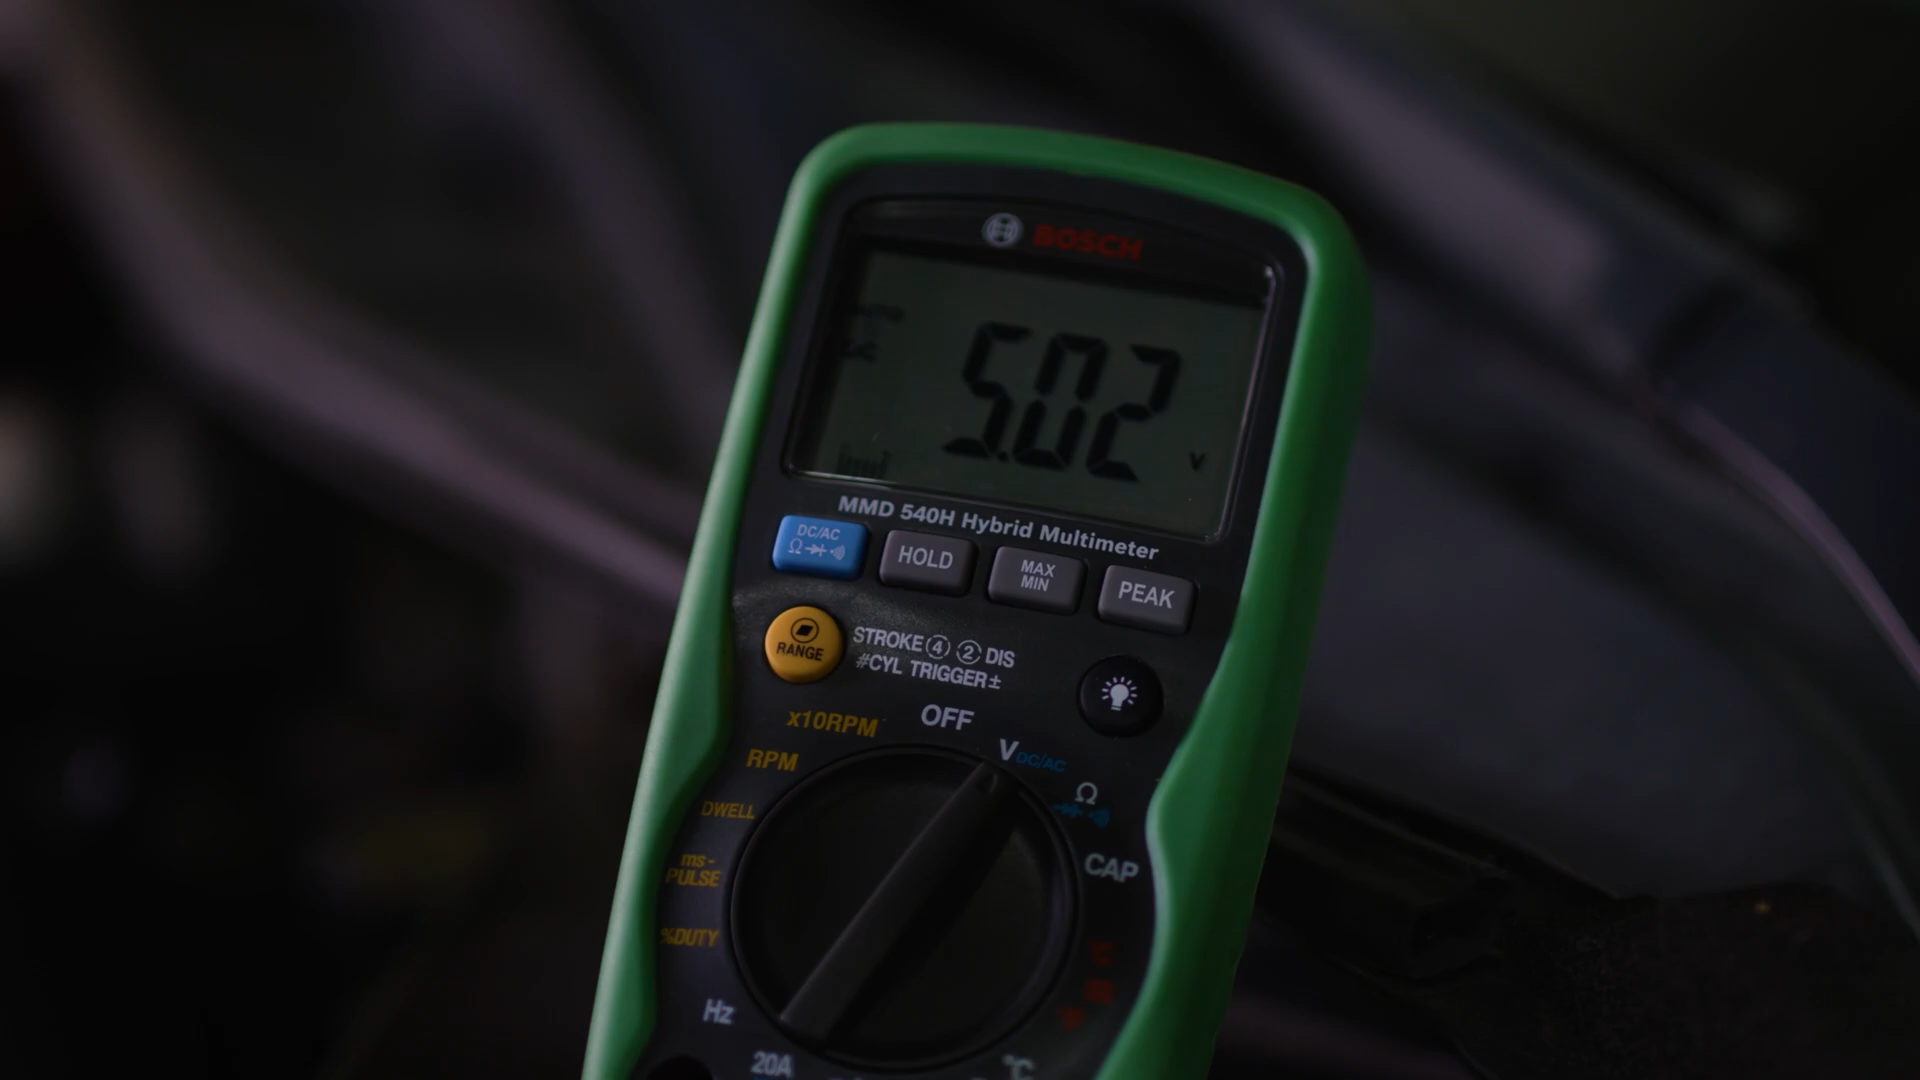 BOSCH
AUTO
5.02
V
MMD 540H Hybrid Multimeter
DC/AC
Ω
HOLD
MAX
MIN
PEAK
RANGE
STROKE 4 2 DIS
#CYL TRIGGER ±
OFF
x10RPM
V DC/AC
RPM
Ω
DWELL
CAP
ms-
PULSE
%DUTY
Hz
20A
°C